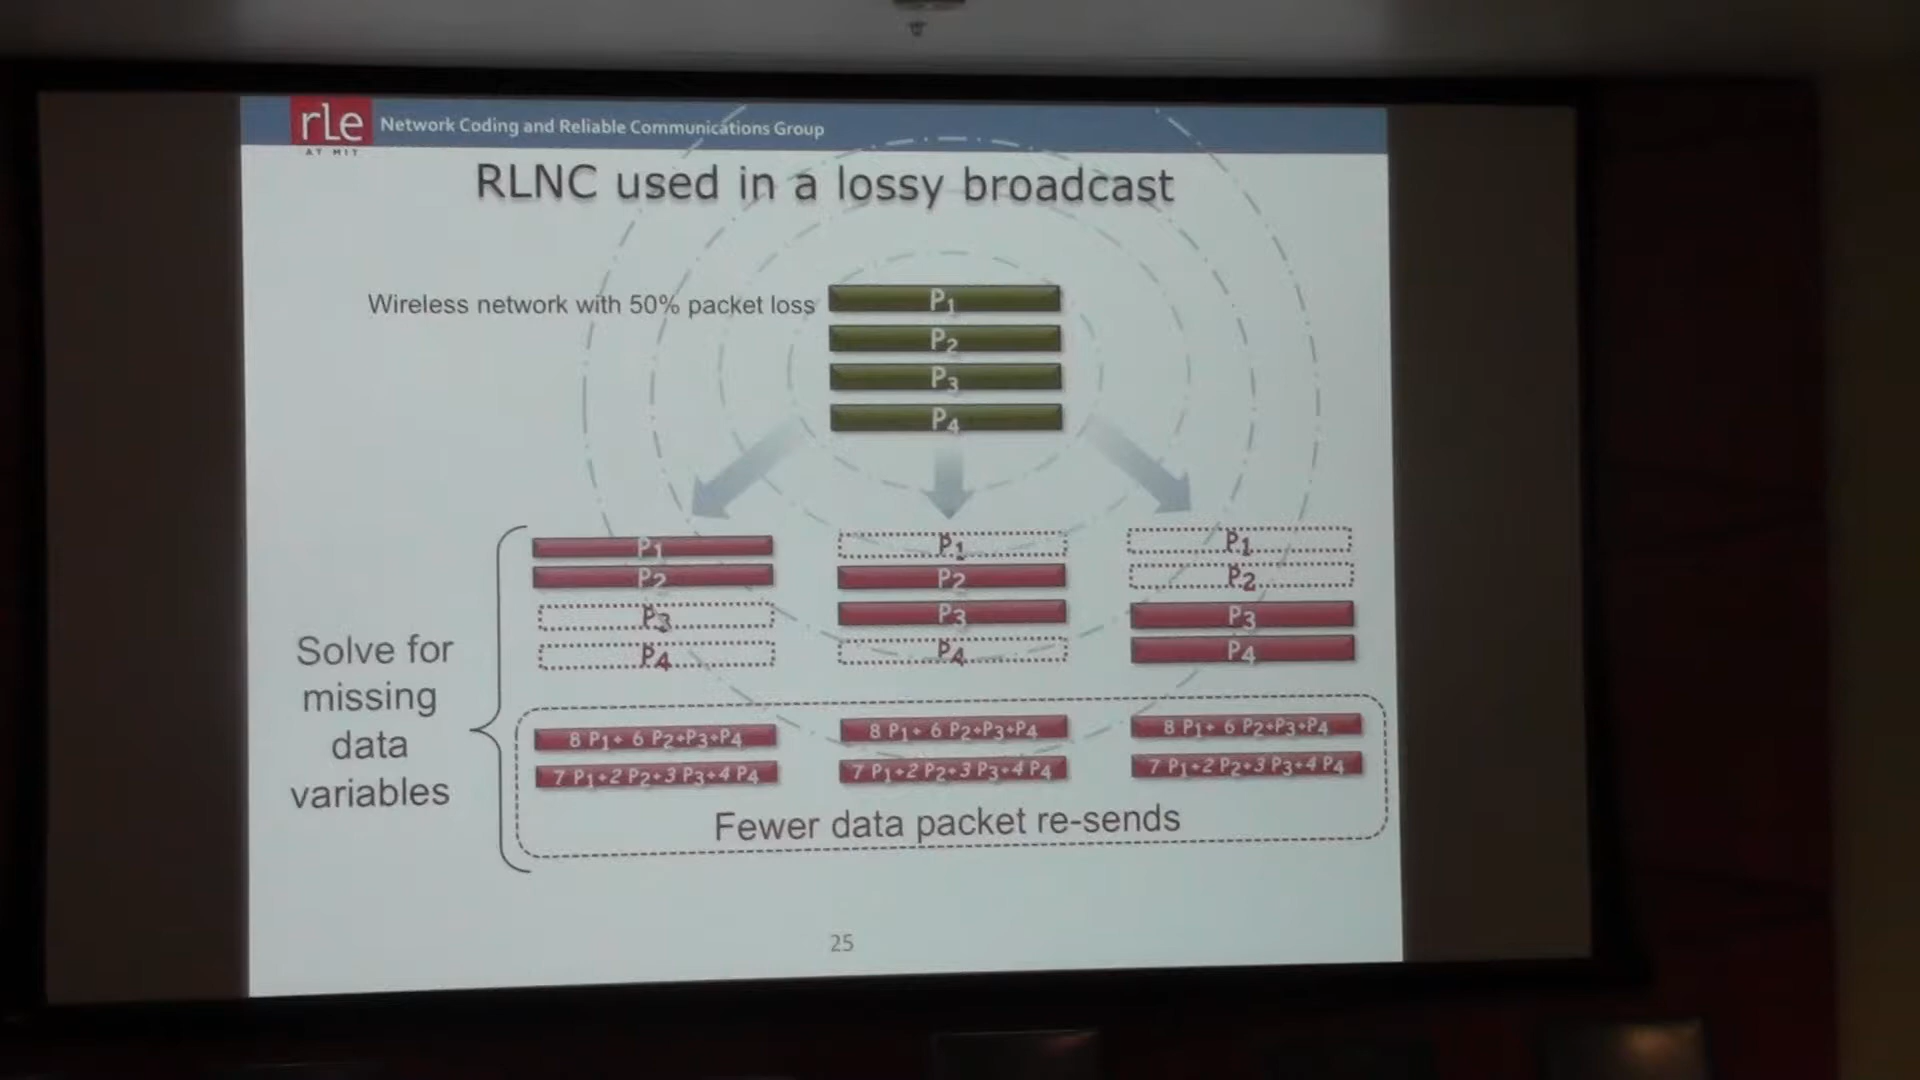 rLe
AT MIT
Network Coding and Reliable Communications Group
RLNC used in a lossy broadcast
Wireless network with 50% packet loss
P1
P2
P3
P4
P1
P2
P3
P4
P1
P2
P3
P4
P1
P2
P3
P4
Solve for
missing
data
variables
8 P1+ 6 P2+P3+P4
7 P1+2 P2+3 P3+4 P4
8 P1+ 6 P2+P3+P4
7 P1+2 P2+3 P3+4 P4
8 P1+ 6 P2+P3+P4
7 P1+2 P2+3 P3+4 P4
Fewer data packet re-sends
25